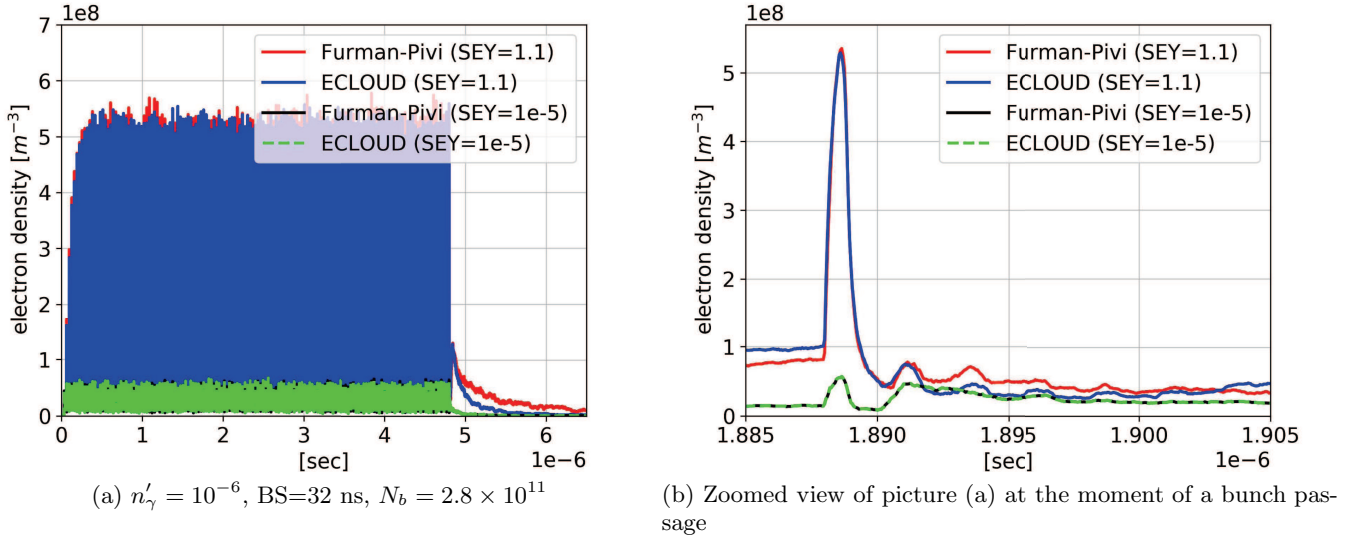 1e8
7
6
5
4
3
2
1
0
electron density [m⁻³]
Furman-Pivi (SEY=1.1)
ECLOUD (SEY=1.1)
Furman-Pivi (SEY=1e-5)
ECLOUD (SEY=1e-5)
0 1 2 3 4 5 6
[sec]
1e-6
(a) n′γ = 10⁻⁶, BS=32 ns, Nb = 2.8 × 10¹¹
1e8
5
4
3
2
1
0
electron density [m⁻³]
Furman-Pivi (SEY=1.1)
ECLOUD (SEY=1.1)
Furman-Pivi (SEY=1e-5)
ECLOUD (SEY=1e-5)
1.885 1.890 1.895 1.900 1.905
[sec]
1e-6
(b) Zoomed view of picture (a) at the moment of a bunch pas-
sage